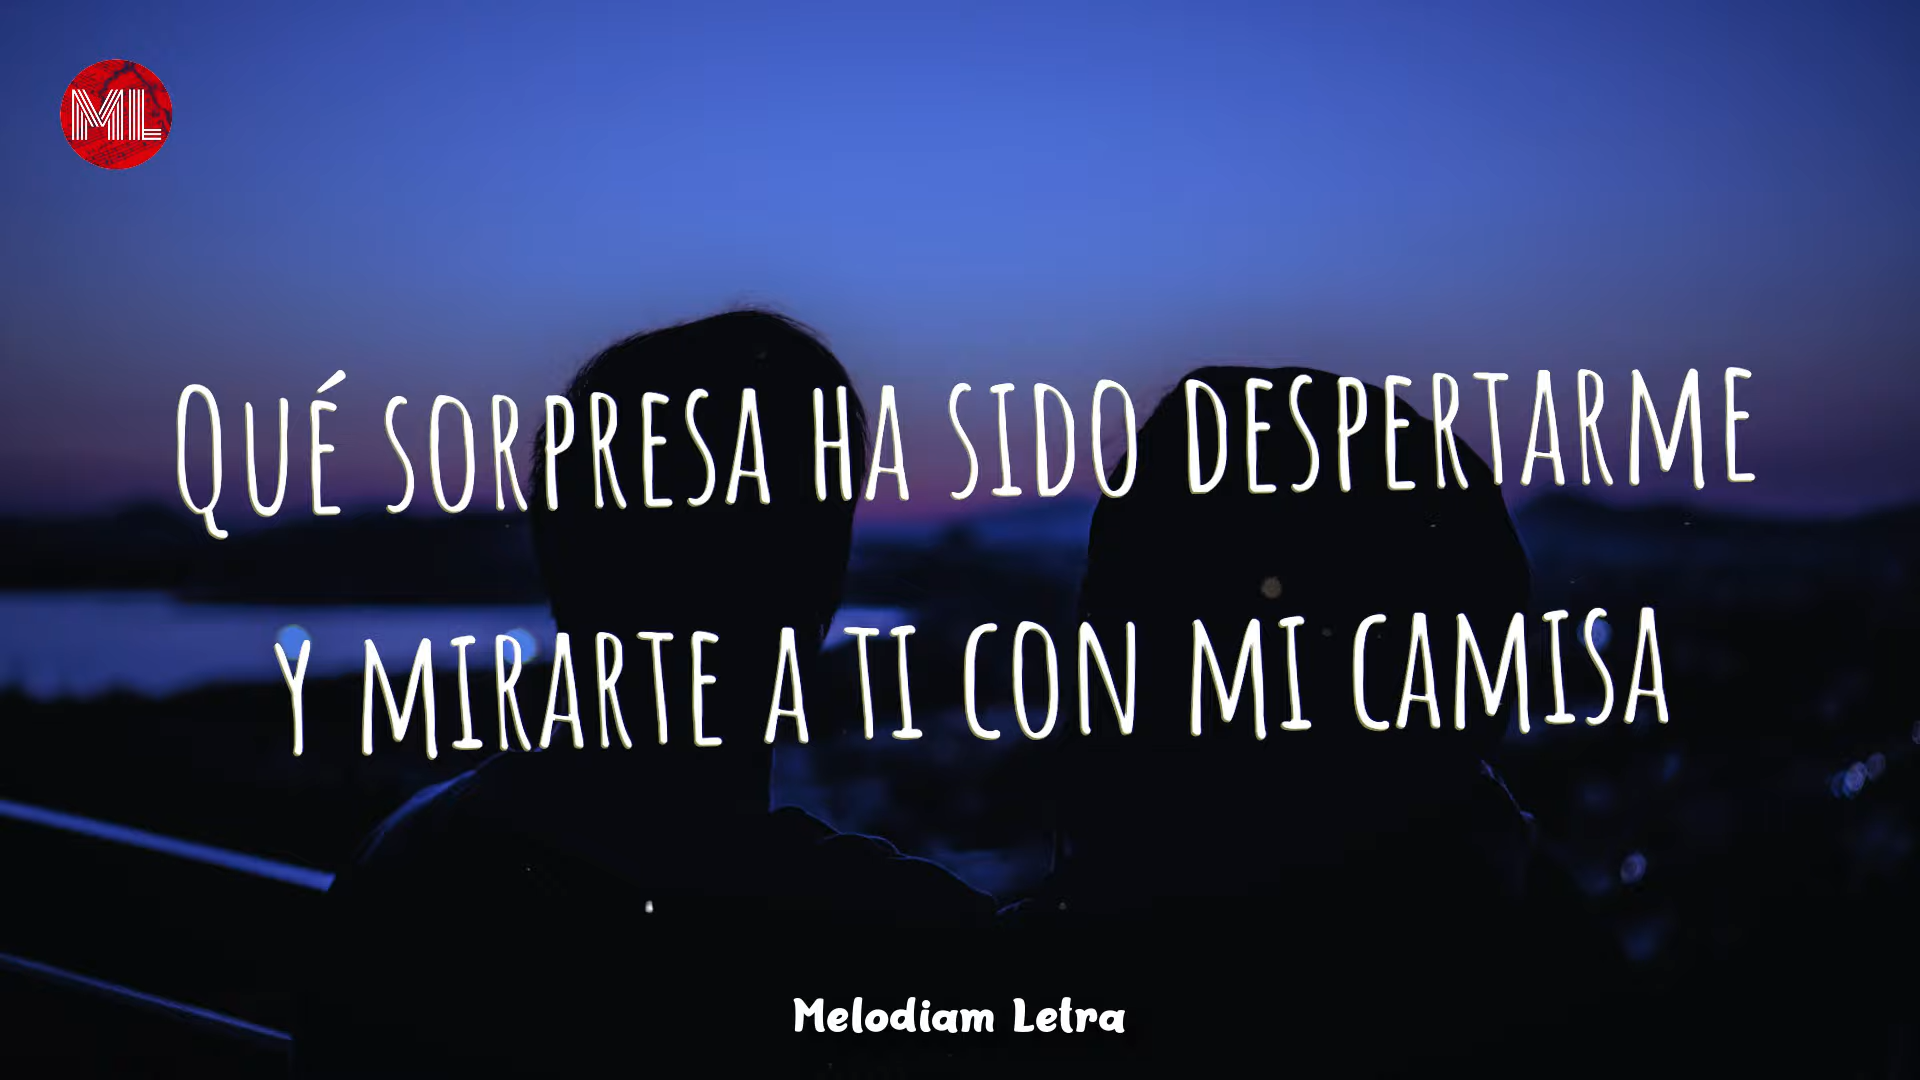 ML
QUÉ SORPRESA HA SIDO DESPERTARME
Y MIRARTE A TI CON MI CAMISA
Melodiam Letra